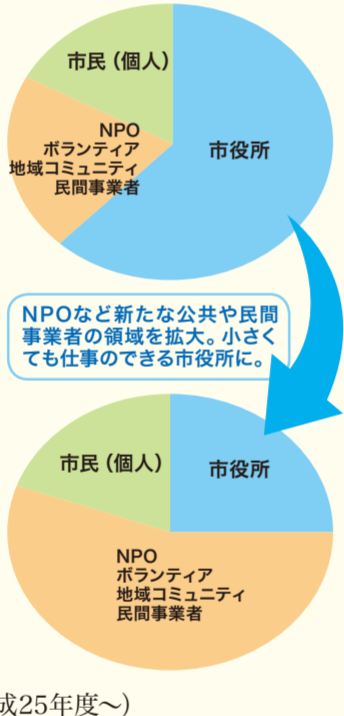 市民（個人）
NPO
ボランティア
地域コミュニティ
民間事業者
市役所
NPOなど新たな公共や民間
事業者の領域を拡大。小さく
ても仕事のできる市役所に。
市民（個人）
市役所
NPO
ボランティア
地域コミュニティ
民間事業者
成25年度～）